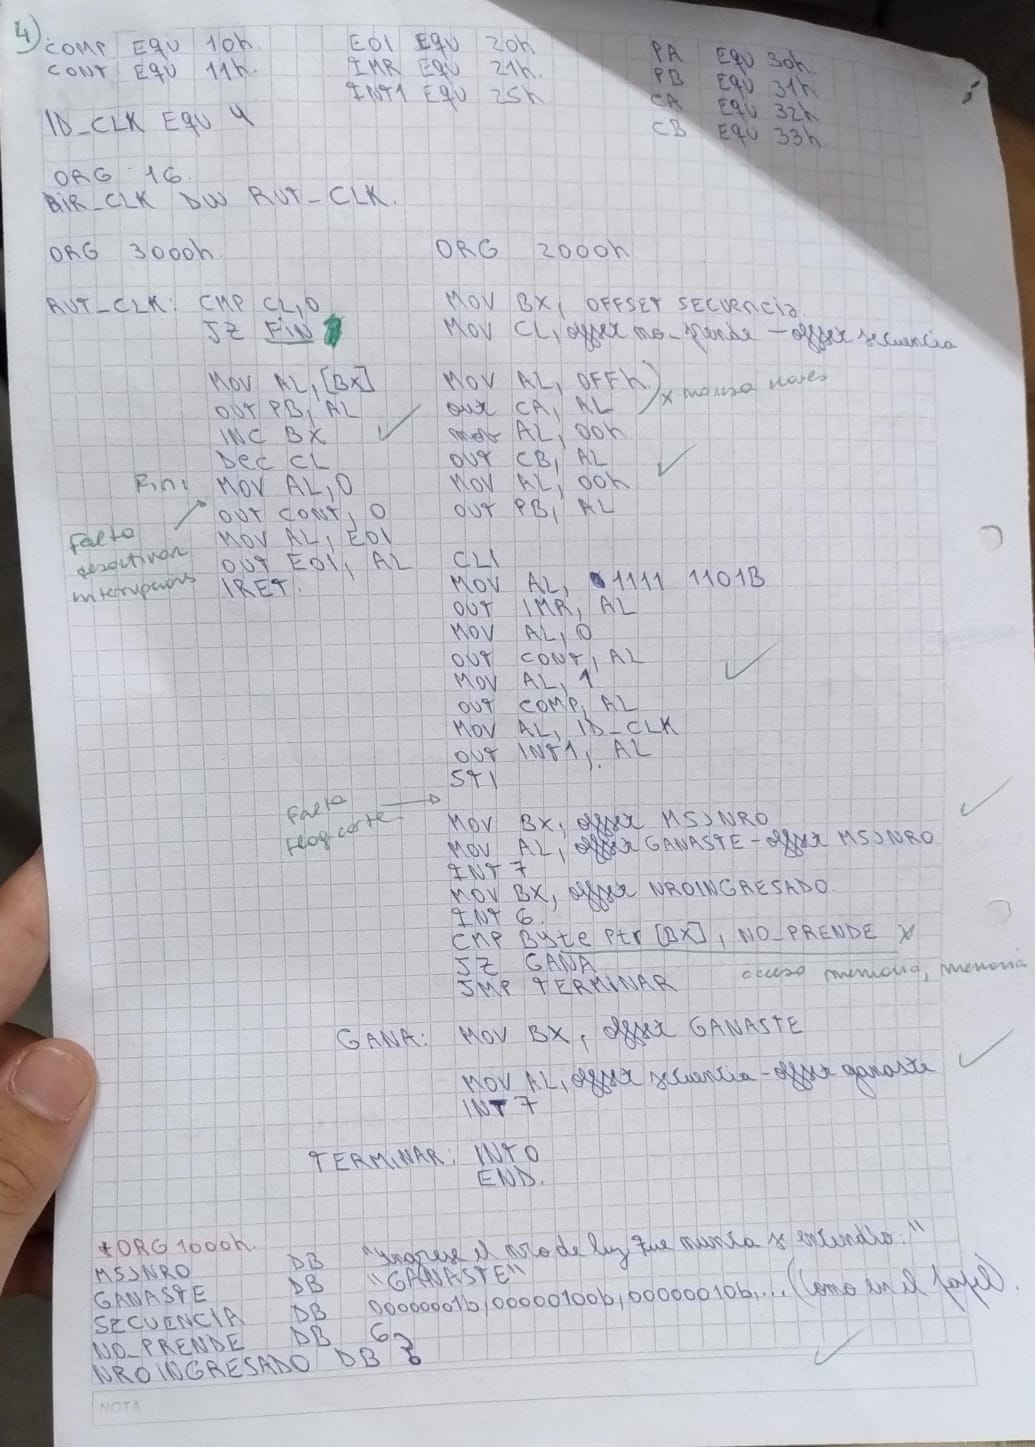 4)
COMP EQU 10h.
CONT EQU 11h.
EOI EQU 20h
IMR EQU 21h.
INT1 EQU 25h
PA EQU 30h.
PB EQU 31h
CA EQU 32h
CB EQU 33h.
ID_CLK EQU 4
ORG 16.
DIR_CLK DW RUT_CLK.
ORG 3000h.
RUT_CLK: CMP CL,0
JZ FIN
MOV AL,[BX]
OUT PB, AL
INC BX
DEC CL
Fin: MOV AL,0
OUT CONT, 0
MOV AL, EOI
OUT EOI, AL
IRET.
Falto
desactivar
interrupciones
ORG 2000h
MOV BX, OFFSET SECUENCIA.
MOV CL, offset no_prende - offset secuencia
MOV AL, 0FFh
out CA, AL
x manejo llaves
mov AL, 00h
OUT CB, AL
MOV AL, 00h
OUT PB, AL
CLI
MOV AL, 1111 1101B
OUT IMR, AL
MOV AL, 0
OUT CONT, AL
MOV AL, 1
OUT COMP, AL
MOV AL, ID_CLK
OUT INT1, AL
STI
Falto
flag corte
MOV BX, offset MSJNRO
MOV AL, offset GANASTE - offset MSJNRO
INT 7
MOV BX, offset NROINGRESADO.
INT 6.
CMP Byte Ptr [BX], NO_PRENDE x
JZ GANA
acceso memoria, memoria
JMP TERMINAR
GANA: MOV BX, offset GANASTE
MOV AL, offset secuencia - offset ganaste
INT 7
TERMINAR: INT 0
END.
*ORG 1000h.
MSJNRO DB "Ingrese el nro de luz que nunca se encendio:"
GANASTE DB "GANASTE"
SECUENCIA DB 00000001b,00000100b,00000010b,... (Como en el papel).
NO_PRENDE DB 6
NROINGRESADO DB ?
NOTA